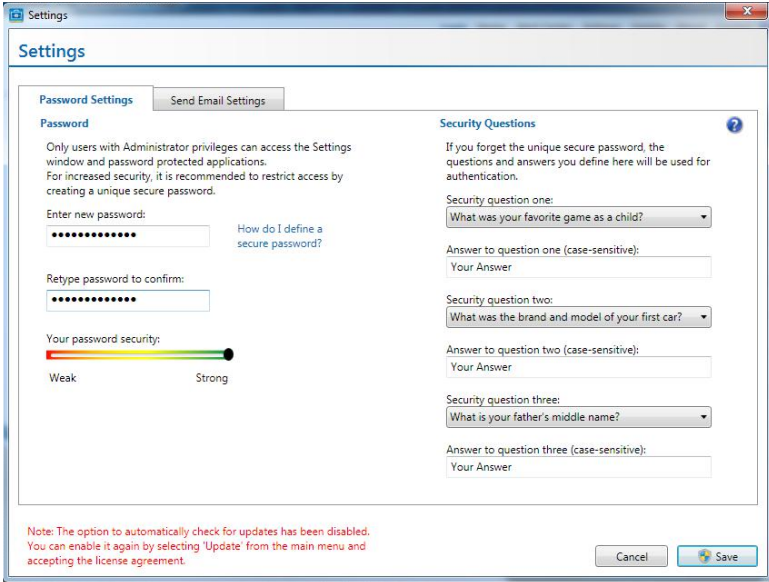 Settings
Settings
Password Settings
Send Email Settings
Password
Only users with Administrator privileges can access the Settings
window and password protected applications.
For increased security, it is recommended to restrict access by
creating a unique secure password.
Enter new password:
•••••••••••••
How do I define a
secure password?
Retype password to confirm:
•••••••••••••
Your password security:
Weak
Strong
Security Questions
?
If you forget the unique secure password, the
questions and answers you define here will be used for
authentication.
Security question one:
What was your favorite game as a child?
Answer to question one (case-sensitive):
Your Answer
Security question two:
What was the brand and model of your first car?
Answer to question two (case-sensitive):
Your Answer
Security question three:
What is your father's middle name?
Answer to question three (case-sensitive):
Your Answer
Note: The option to automatically check for updates has been disabled.
You can enable it again by selecting 'Update' from the main menu and
accepting the license agreement.
Cancel
Save